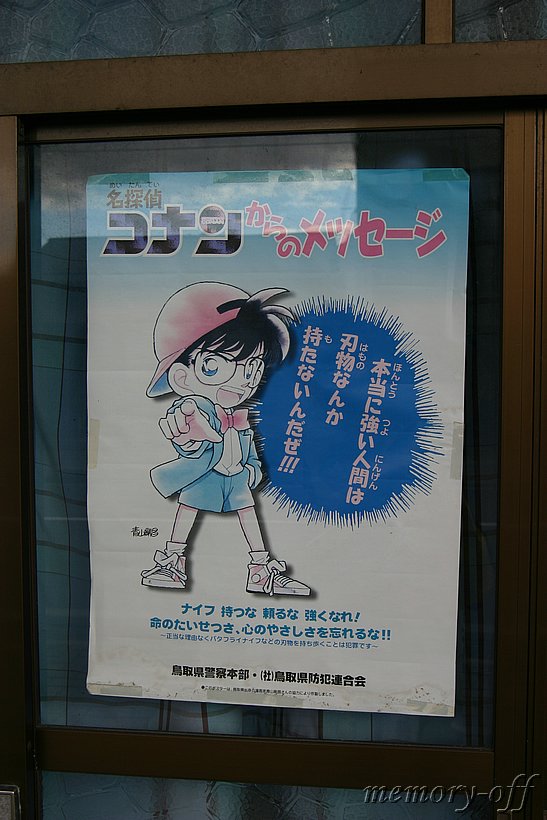 めいたんてい
名探偵
コナンからのメッセージ
ほんとう つよ にんげん
本当に強い人間は
はもの
刃物なんか
も
持たないんだぜ!!!
青山剛昌
ナイフ 持つな 頼るな 強くなれ!
命のたいせつさ、心のやさしさを忘れるな!!
~正当な理由なくバタフライナイフなどの刃物を持ち歩くことは犯罪です~
鳥取県警察本部・(社)鳥取県防犯連合会
memory-off